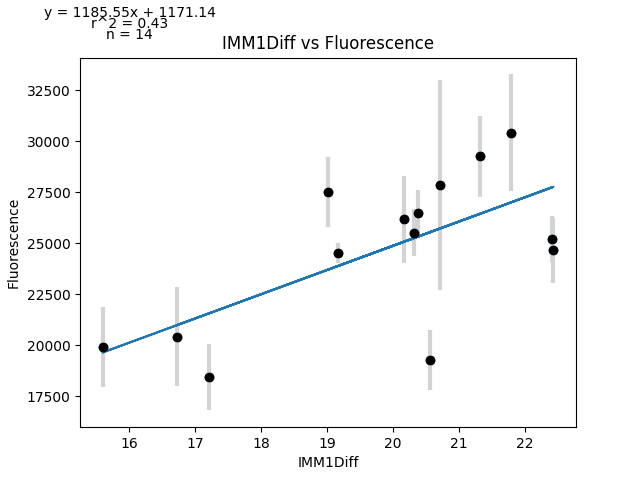 y = 1185.55x + 1171.14
r^2 = 0.43
n = 14
IMM1Diff vs Fluorescence
32500
30000
27500
25000
22500
20000
17500
Fluorescence
16 17 18 19 20 21 22
IMM1Diff